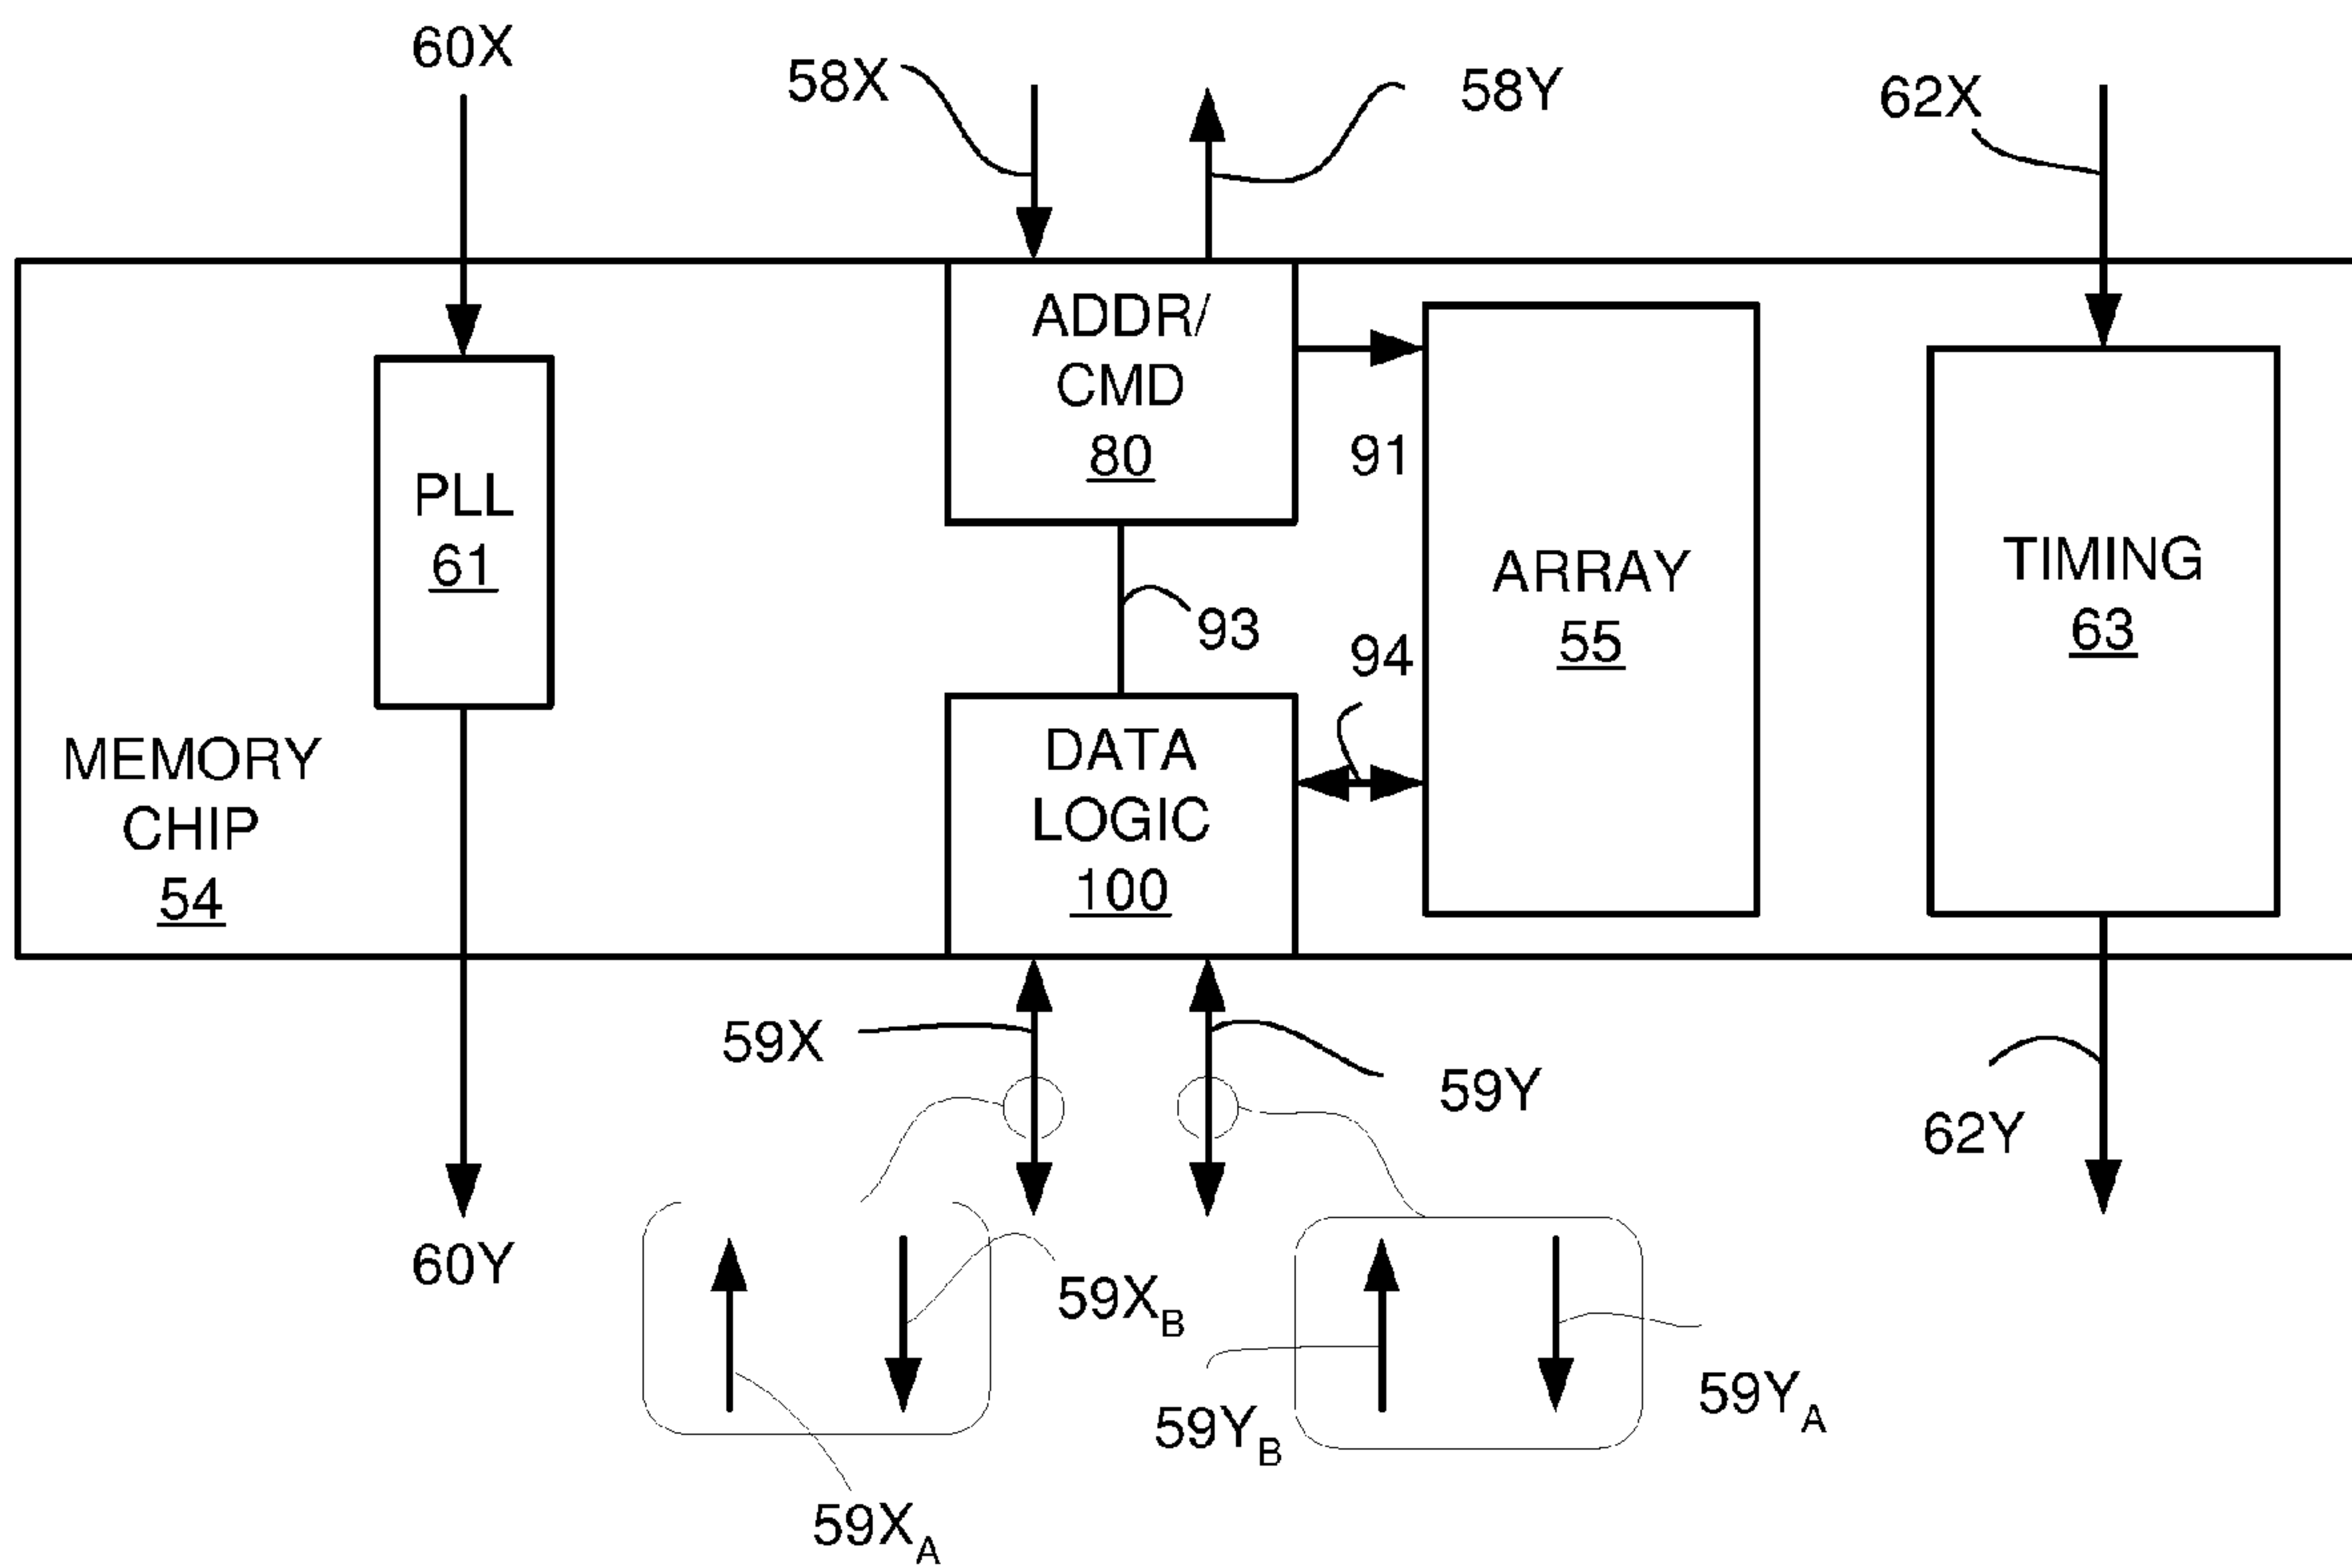 60X
58X
58Y
62X
ADDR/
CMD
80
91
PLL
61
ARRAY
55
TIMING
63
93
94
MEMORY
CHIP
54
DATA
LOGIC
100
59X
59Y
62Y
60Y
59XB
59YB
59YA
59XA